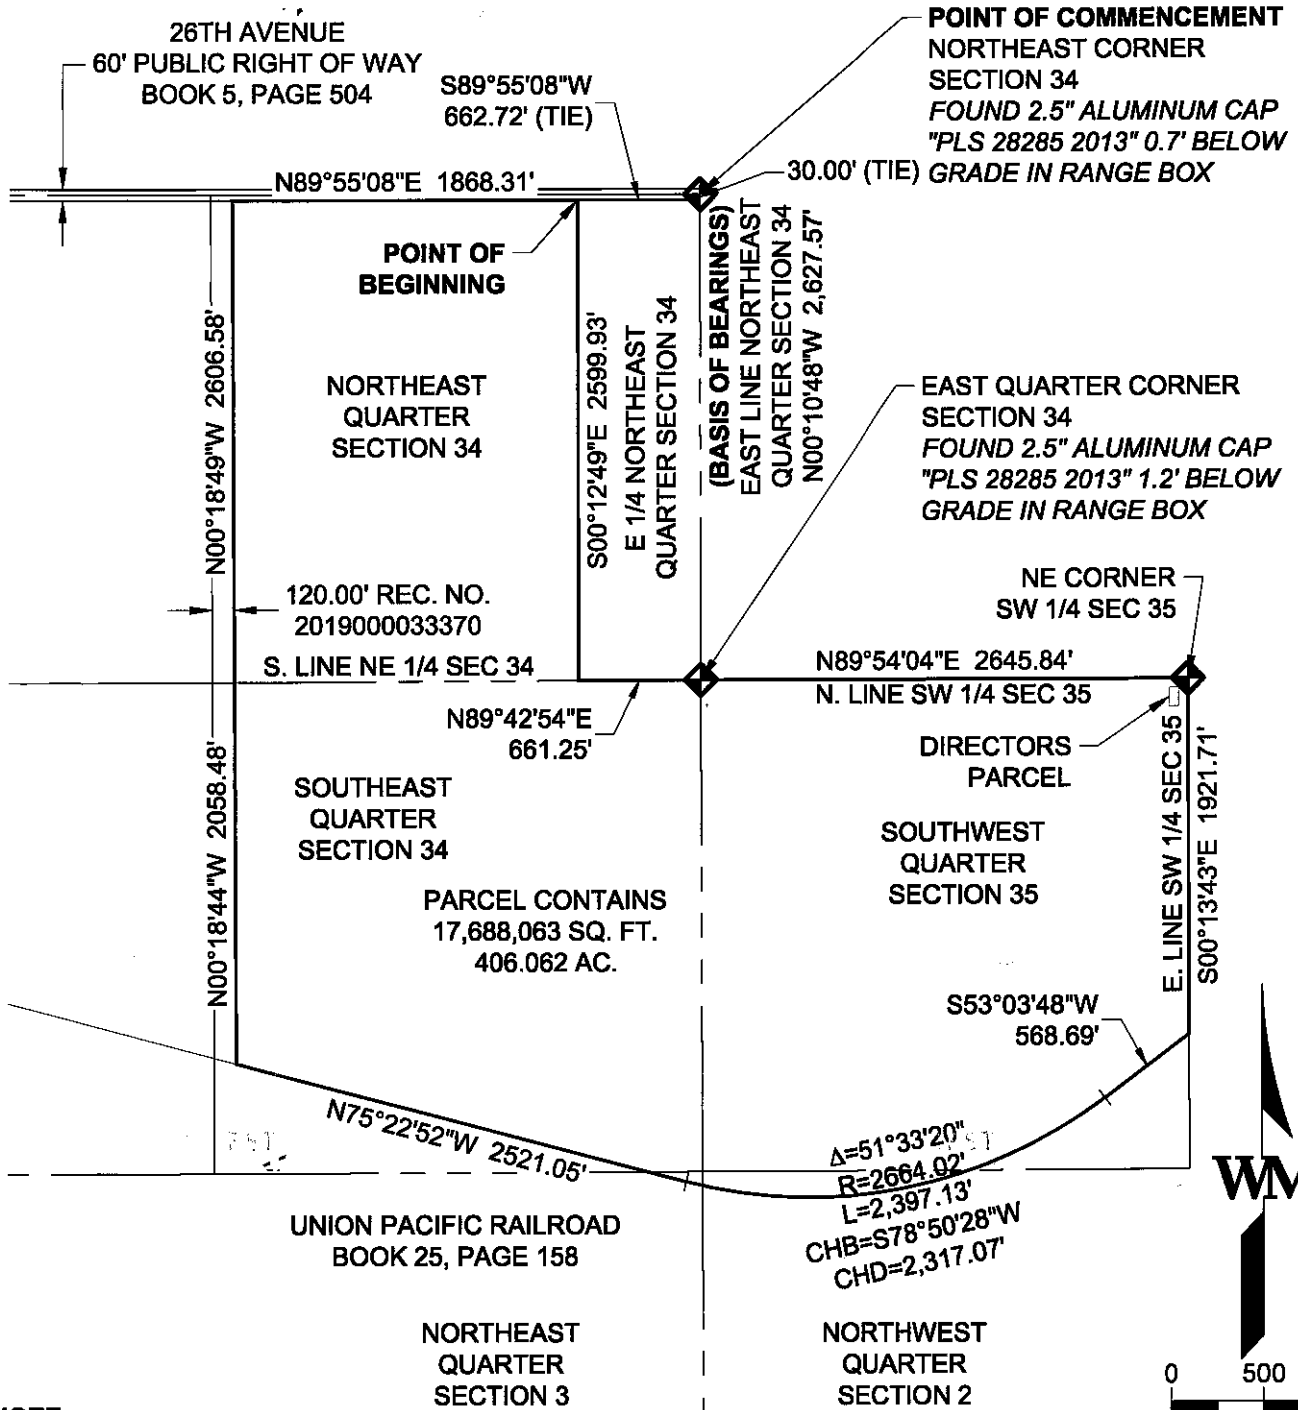 26TH AVENUE
60' PUBLIC RIGHT OF WAY
BOOK 5, PAGE 504
S89°55'08"W
662.72' (TIE)
POINT OF COMMENCEMENT
NORTHEAST CORNER
SECTION 34
FOUND 2.5" ALUMINUM CAP
"PLS 28285 2013" 0.7' BELOW
GRADE IN RANGE BOX
N89°55'08"E 1868.31'
30.00' (TIE)
POINT OF
BEGINNING
N00°18'49"W 2606.58'
NORTHEAST
QUARTER
SECTION 34
S00°12'49"E 2599.93'
E 1/4 NORTHEAST
QUARTER SECTION 34
(BASIS OF BEARINGS)
EAST LINE NORTHEAST
QUARTER SECTION 34
N00°10'48"W 2,627.57'
EAST QUARTER CORNER
SECTION 34
FOUND 2.5" ALUMINUM CAP
"PLS 28285 2013" 1.2' BELOW
GRADE IN RANGE BOX
120.00' REC. NO.
2019000033370
NE CORNER
SW 1/4 SEC 35
S. LINE NE 1/4 SEC 34
N89°54'04"E 2645.84'
N. LINE SW 1/4 SEC 35
N89°42'54"E
661.25'
DIRECTORS
PARCEL
E. LINE SW 1/4 SEC 35
S00°13'43"E 1921.71'
N00°18'44"W 2058.48'
SOUTHEAST
QUARTER
SECTION 34
SOUTHWEST
QUARTER
SECTION 35
PARCEL CONTAINS
17,688,063 SQ. FT.
406.062 AC.
S53°03'48"W
568.69'
N75°22'52"W 2521.05'
Δ=51°33'20"
R=2664.02'
L=2,397.13'
CHB=S78°50'28"W
CHD=2,317.07'
UNION PACIFIC RAILROAD
BOOK 25, PAGE 158
NORTHEAST
QUARTER
SECTION 3
NORTHWEST
QUARTER
SECTION 2
0 500